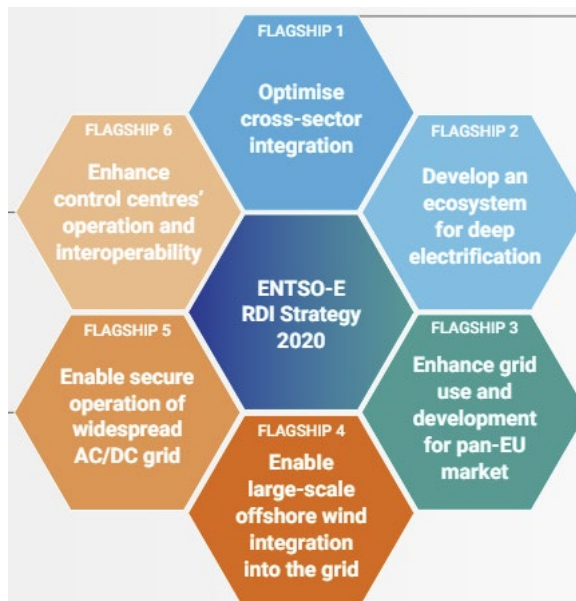 FLAGSHIP 1
Optimise
cross-sector
integration
FLAGSHIP 2
Develop an
ecosystem
for deep
electrification
FLAGSHIP 3
Enhance grid
use and
development
for pan-EU
market
FLAGSHIP 4
Enable
large-scale
offshore wind
integration
into the grid
FLAGSHIP 5
Enable secure
operation of
widespread
AC/DC grid
FLAGSHIP 6
Enhance
control centres’
operation and
interoperability
ENTSO-E
RDI Strategy
2020